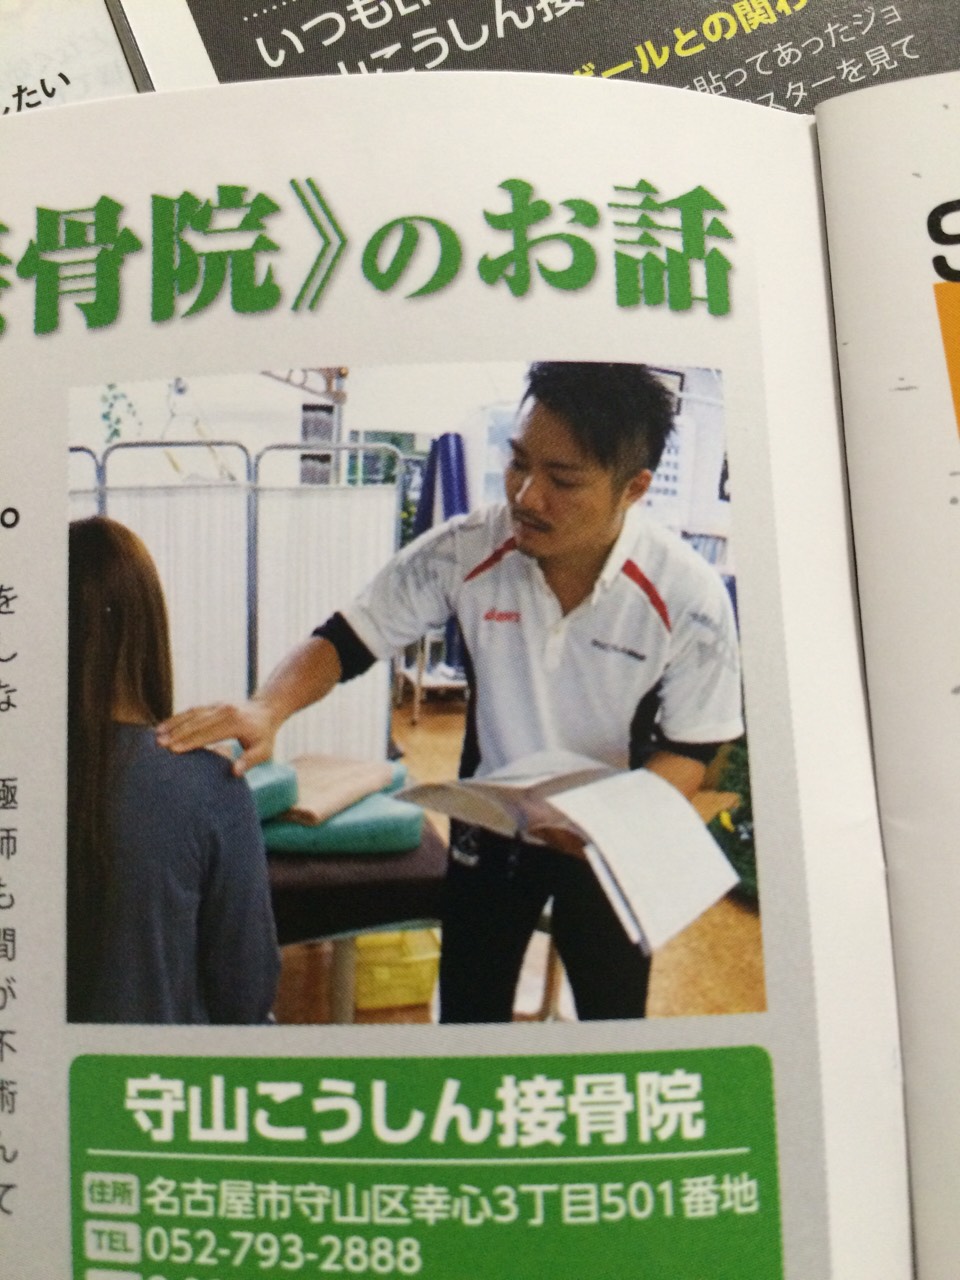 いつも
こうしん接
ガールとの関わ
貼ってあったジョ
スターを見て
したい
骨院》のお話
。
を
し
な
極
師
も
間
が
不
術
ん
て
asics
守山こうしん接骨院
住所 名古屋市守山区幸心3丁目501番地
TEL 052-793-2888
S